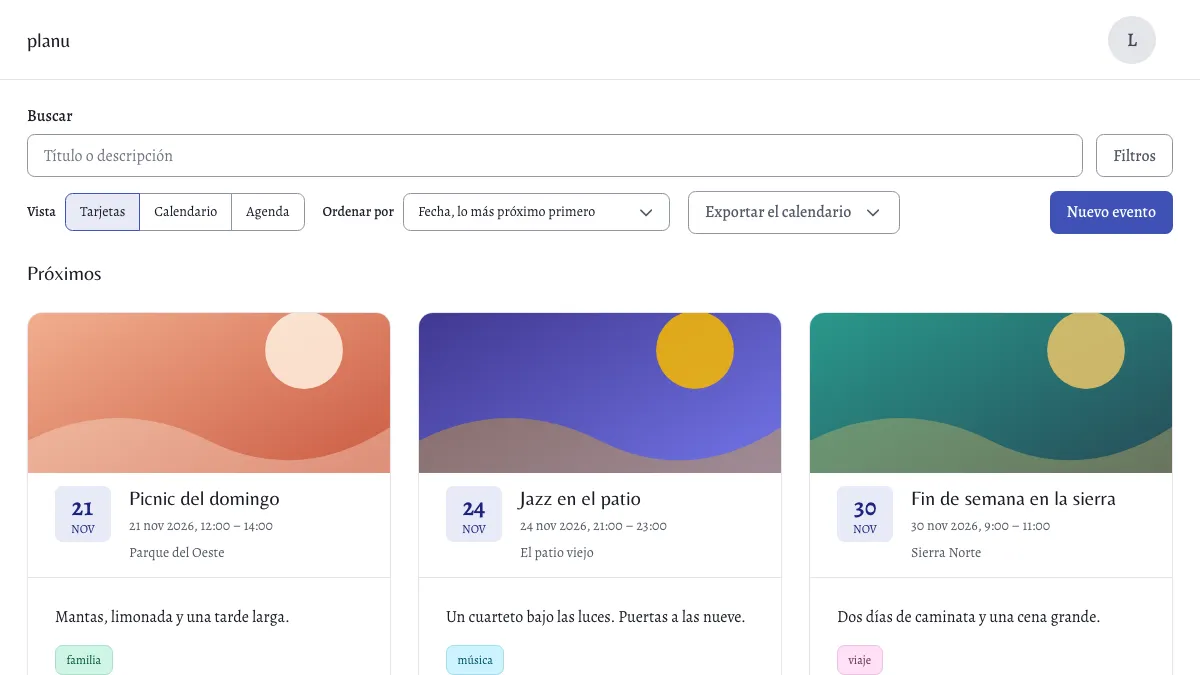 planu
L
Buscar
Título o descripción
Filtros
Vista
Tarjetas
Calendario
Agenda
Ordenar por
Fecha, lo más próximo primero
Exportar el calendario
Nuevo evento
Próximos
21
NOV
Picnic del domingo
21 nov 2026, 12:00 – 14:00
Parque del Oeste
Mantas, limonada y una tarde larga.
familia
24
NOV
Jazz en el patio
24 nov 2026, 21:00 – 23:00
El patio viejo
Un cuarteto bajo las luces. Puertas a las nueve.
música
30
NOV
Fin de semana en la sierra
30 nov 2026, 9:00 – 11:00
Sierra Norte
Dos días de caminata y una cena grande.
viaje